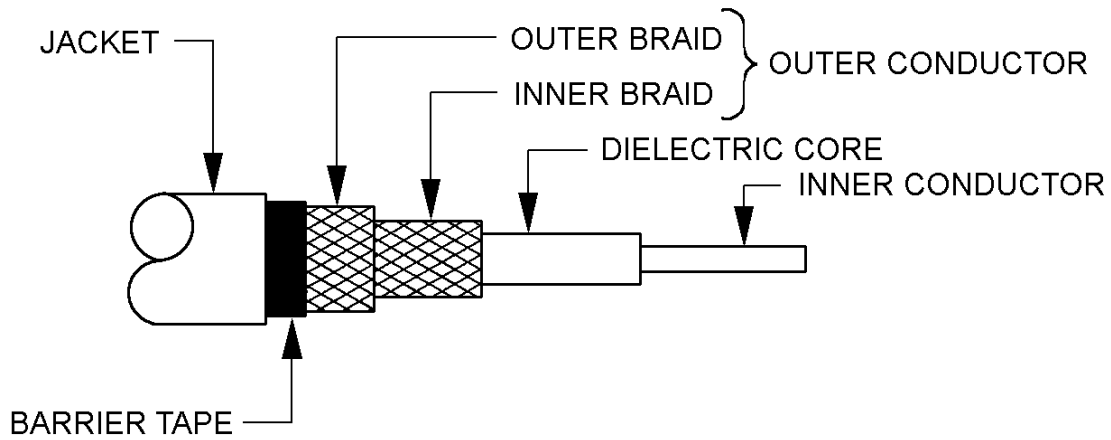 JACKET
OUTER BRAID
INNER BRAID
OUTER CONDUCTOR
DIELECTRIC CORE
INNER CONDUCTOR
BARRIER TAPE